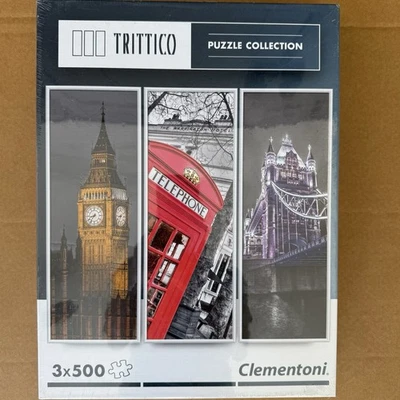 TRITTICO
PUZZLE COLLECTION
TELEPHONE
3x500
Clementoni.